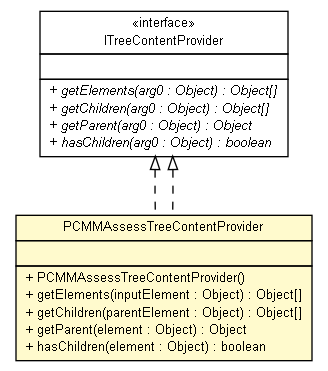 «interface»
ITreeContentProvider
+ getElements(arg0 : Object) : Object[]
+ getChildren(arg0 : Object) : Object[]
+ getParent(arg0 : Object) : Object
+ hasChildren(arg0 : Object) : boolean
PCMMAssessTreeContentProvider
+ PCMMAssessTreeContentProvider()
+ getElements(inputElement : Object) : Object[]
+ getChildren(parentElement : Object) : Object[]
+ getParent(element : Object) : Object
+ hasChildren(element : Object) : boolean